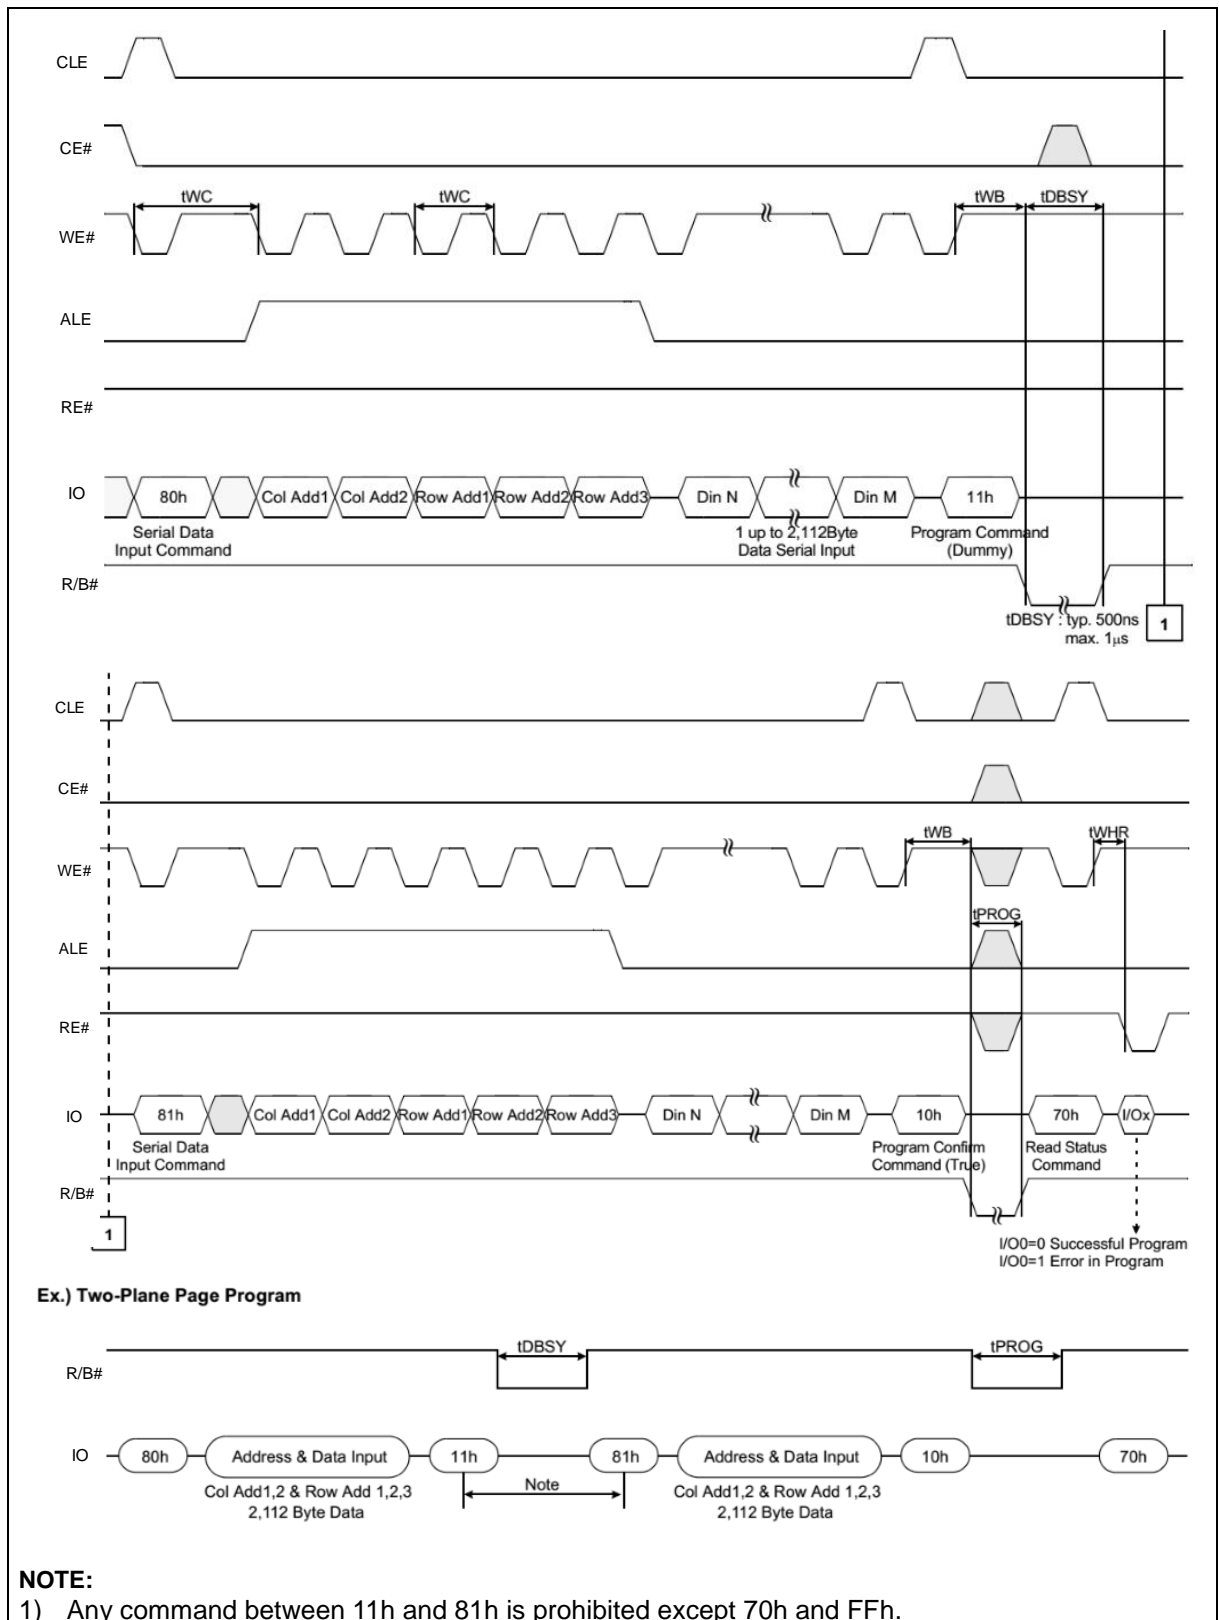 CLE
CE#
tWC
tWC
tWB
tDBSY
WE#
ALE
RE#
IO
80h
Col Add1
Col Add2
Row Add1
Row Add2
Row Add3
Din N
Din M
11h
Serial Data
Input Command
1 up to 2,112Byte
Data Serial Input
Program Command
(Dummy)
R/B#
tDBSY : typ. 500ns
max. 1μs
1
CLE
CE#
tWB
tWHR
WE#
tPROG
ALE
RE#
IO
81h
Col Add1
Col Add2
Row Add1
Row Add2
Row Add3
Din N
Din M
10h
70h
I/Ox
Serial Data
Input Command
Program Confirm
Command (True)
Read Status
Command
R/B#
1
I/O0=0 Successful Program
I/O0=1 Error in Program
Ex.) Two-Plane Page Program
tDBSY
tPROG
R/B#
IO
80h
Address & Data Input
11h
81h
Address & Data Input
10h
70h
Note
Col Add1,2 & Row Add 1,2,3
2,112 Byte Data
Col Add1,2 & Row Add 1,2,3
2,112 Byte Data
NOTE:
1) Any command between 11h and 81h is prohibited except 70h and FFh.